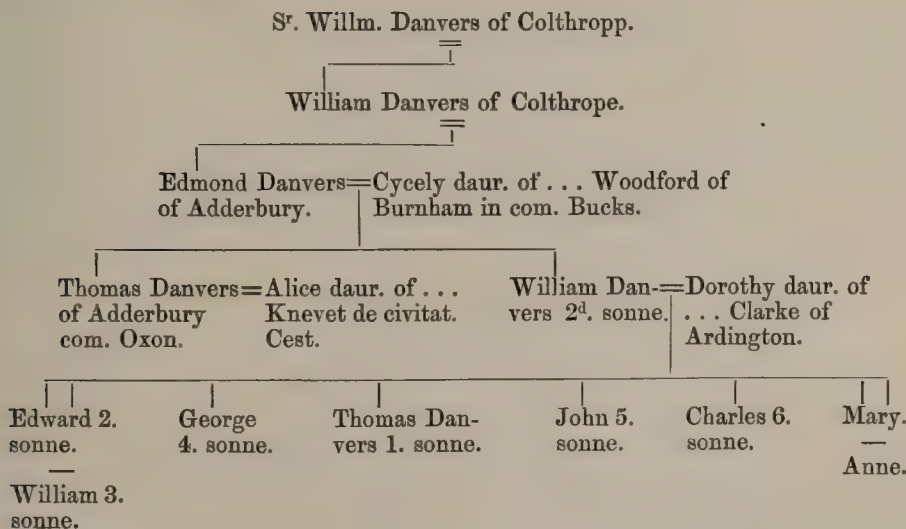 Sʳ. Willm. Danvers of Colthropp.
William Danvers of Colthrope.
Edmond Danvers=Cycely daur. of . . . Woodford of
of Adderbury. Burnham in com. Bucks.
Thomas Danvers=Alice daur. of . . .
of Adderbury Knevet de civitat.
com. Oxon. Cest.
William Dan-=Dorothy daur. of
vers 2ᵈ. sonne. . . . Clarke of
Ardington.
Edward 2.
sonne.
—
William 3.
sonne.
George
4. sonne.
Thomas Dan-
vers 1. sonne.
John 5.
sonne.
Charles 6.
sonne.
Mary.
—
Anne.